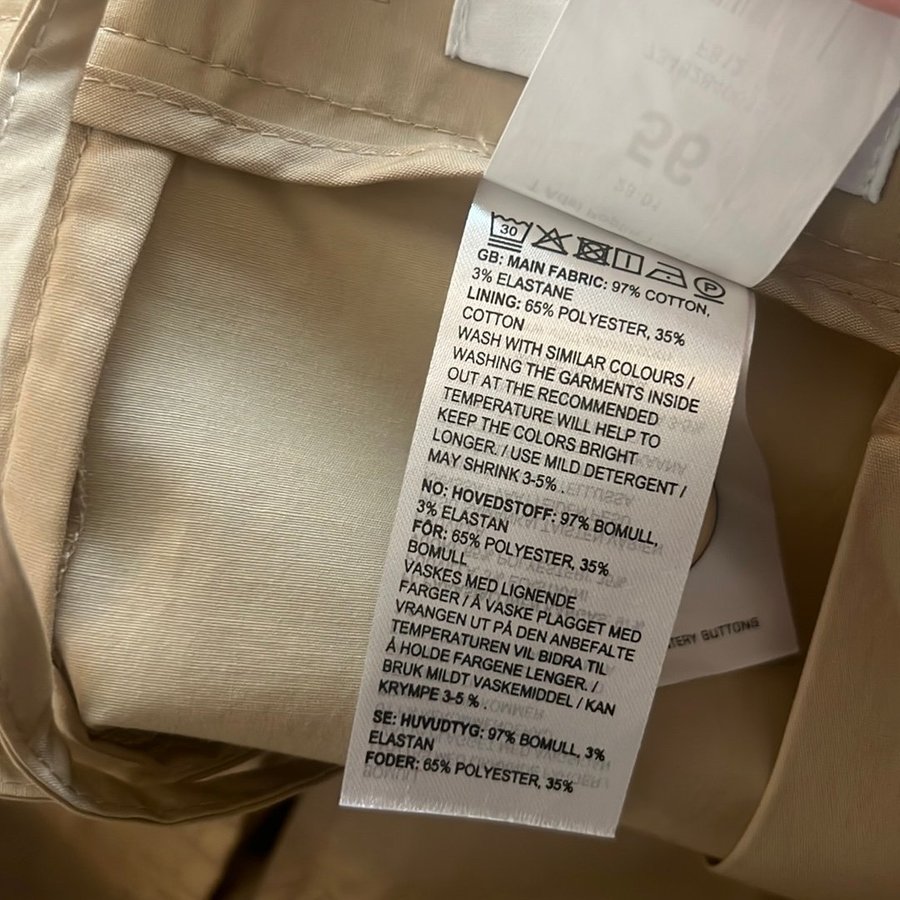 56
30
P
GB: MAIN FABRIC: 97% COTTON,
3% ELASTANE
LINING: 65% POLYESTER, 35%
COTTON
WASH WITH SIMILAR COLOURS /
WASHING THE GARMENTS INSIDE
OUT AT THE RECOMMENDED
TEMPERATURE WILL HELP TO
KEEP THE COLORS BRIGHT
LONGER. / USE MILD DETERGENT /
MAY SHRINK 3-5% .
NO: HOVEDSTOFF: 97% BOMULL,
3% ELASTAN
FÔR: 65% POLYESTER, 35%
BOMULL
VASKES MED LIGNENDE
FARGER / Å VASKE PLAGGET MED
VRANGEN UT PÅ DEN ANBEFALTE
TEMPERATUREN VIL BIDRA TIL
Å HOLDE FARGENE LENGER. /
BRUK MILDT VASKEMIDDEL / KAN
KRYMPE 3-5 % .
SE: HUVUDTYG: 97% BOMULL, 3%
ELASTAN
FODER: 65% POLYESTER, 35%
BUTTONS